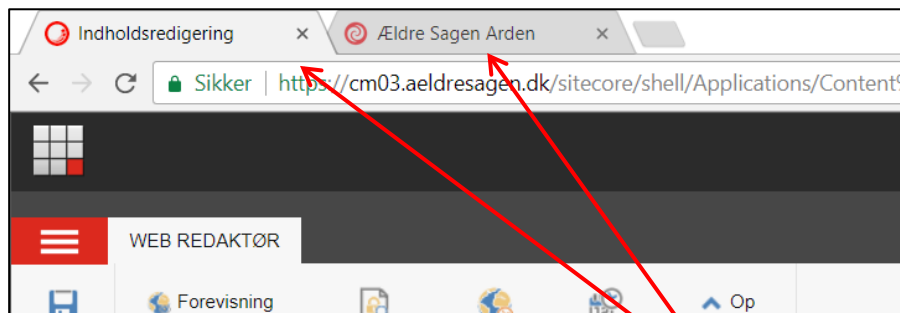 Indholdsredigering
Ældre Sagen Arden
Sikker https://cm03.aeldresagen.dk/sitecore/shell/Applications/Content%
WEB REDAKTØR
Forevisning
Op